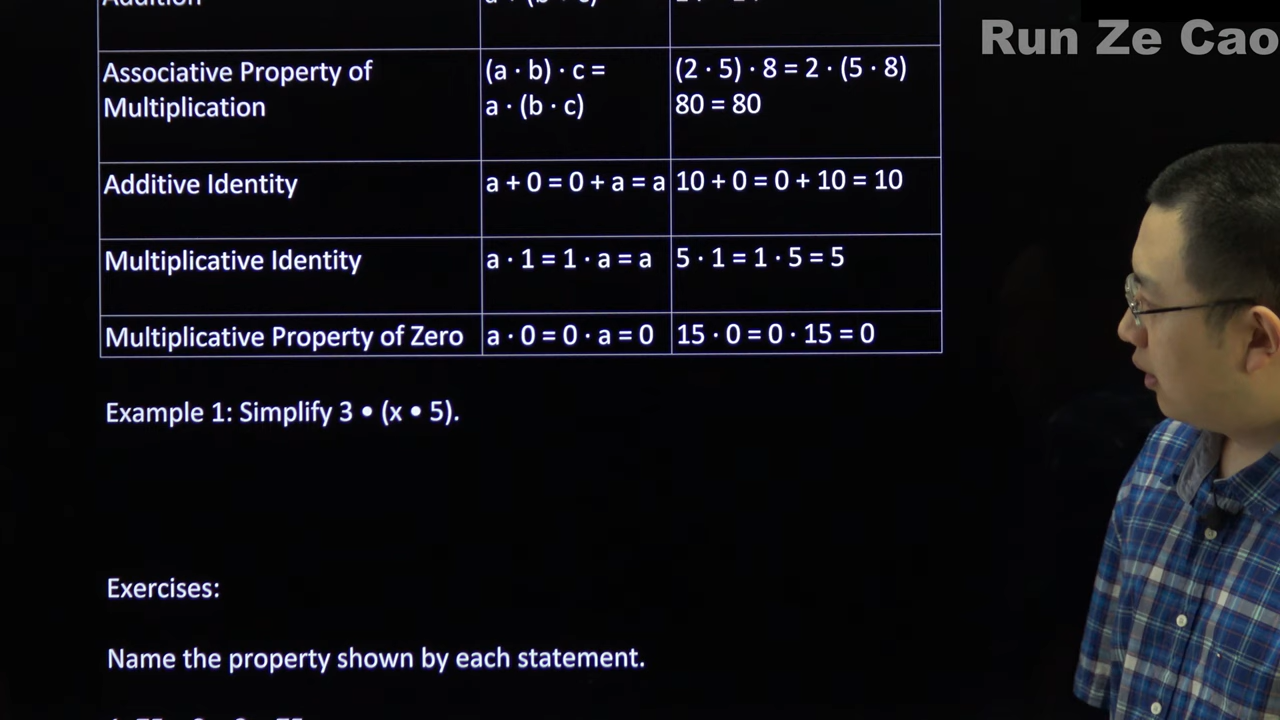 Run Ze Cao
Associative Property of
Multiplication
(a · b) · c =
a · (b · c)
(2 · 5) · 8 = 2 · (5 · 8)
80 = 80
Additive Identity
a + 0 = 0 + a = a
10 + 0 = 0 + 10 = 10
Multiplicative Identity
a · 1 = 1 · a = a
5 · 1 = 1 · 5 = 5
Multiplicative Property of Zero
a · 0 = 0 · a = 0
15 · 0 = 0 · 15 = 0
Example 1: Simplify 3 • (x • 5).
Exercises:
Name the property shown by each statement.